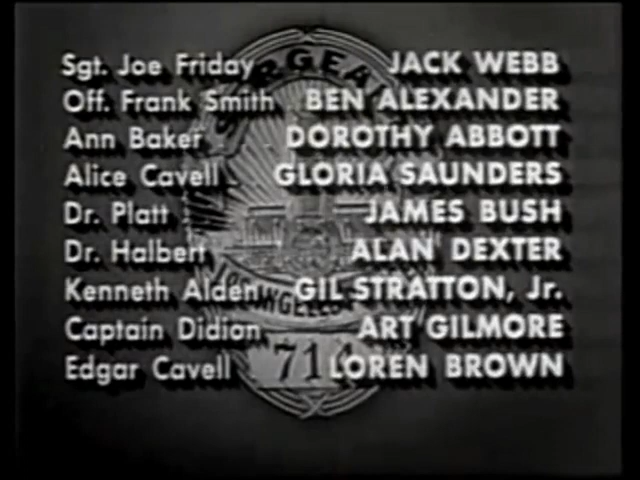 Sgt. Joe Friday JACK WEBB
Off. Frank Smith BEN ALEXANDER
Ann Baker DOROTHY ABBOTT
Alice Cavell GLORIA SAUNDERS
Dr. Platt JAMES BUSH
Dr. Halbert ALAN DEXTER
Kenneth Alden GIL STRATTON, Jr.
Captain Didion ART GILMORE
Edgar Cavell LOREN BROWN
71